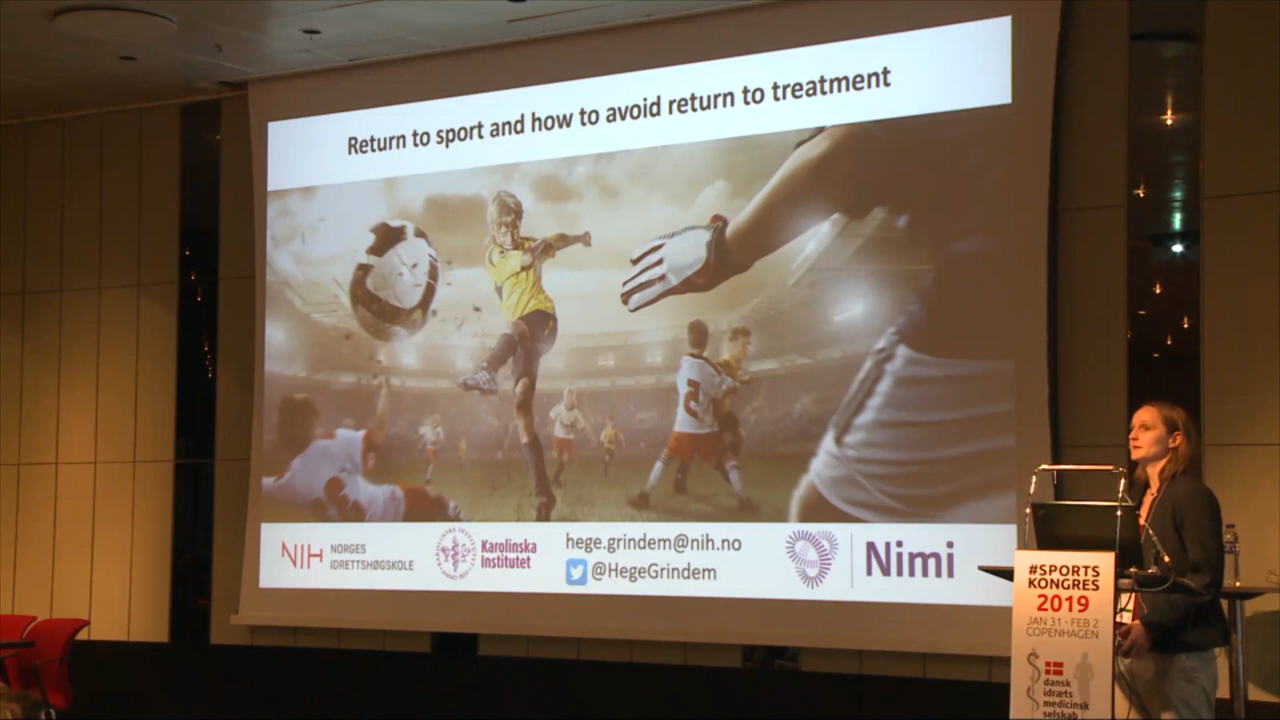 Return to sport and how to avoid return to treatment
2
NIH
NORGES
IDRETTSHØGSKOLE
Karolinska
Institutet
hege.grindem@nih.no
@HegeGrindem
Nimi
#SPORTS
KONGRES
2019
JAN 31 - FEB 2
COPENHAGEN
dansk
idræts
medicinsk
selskab